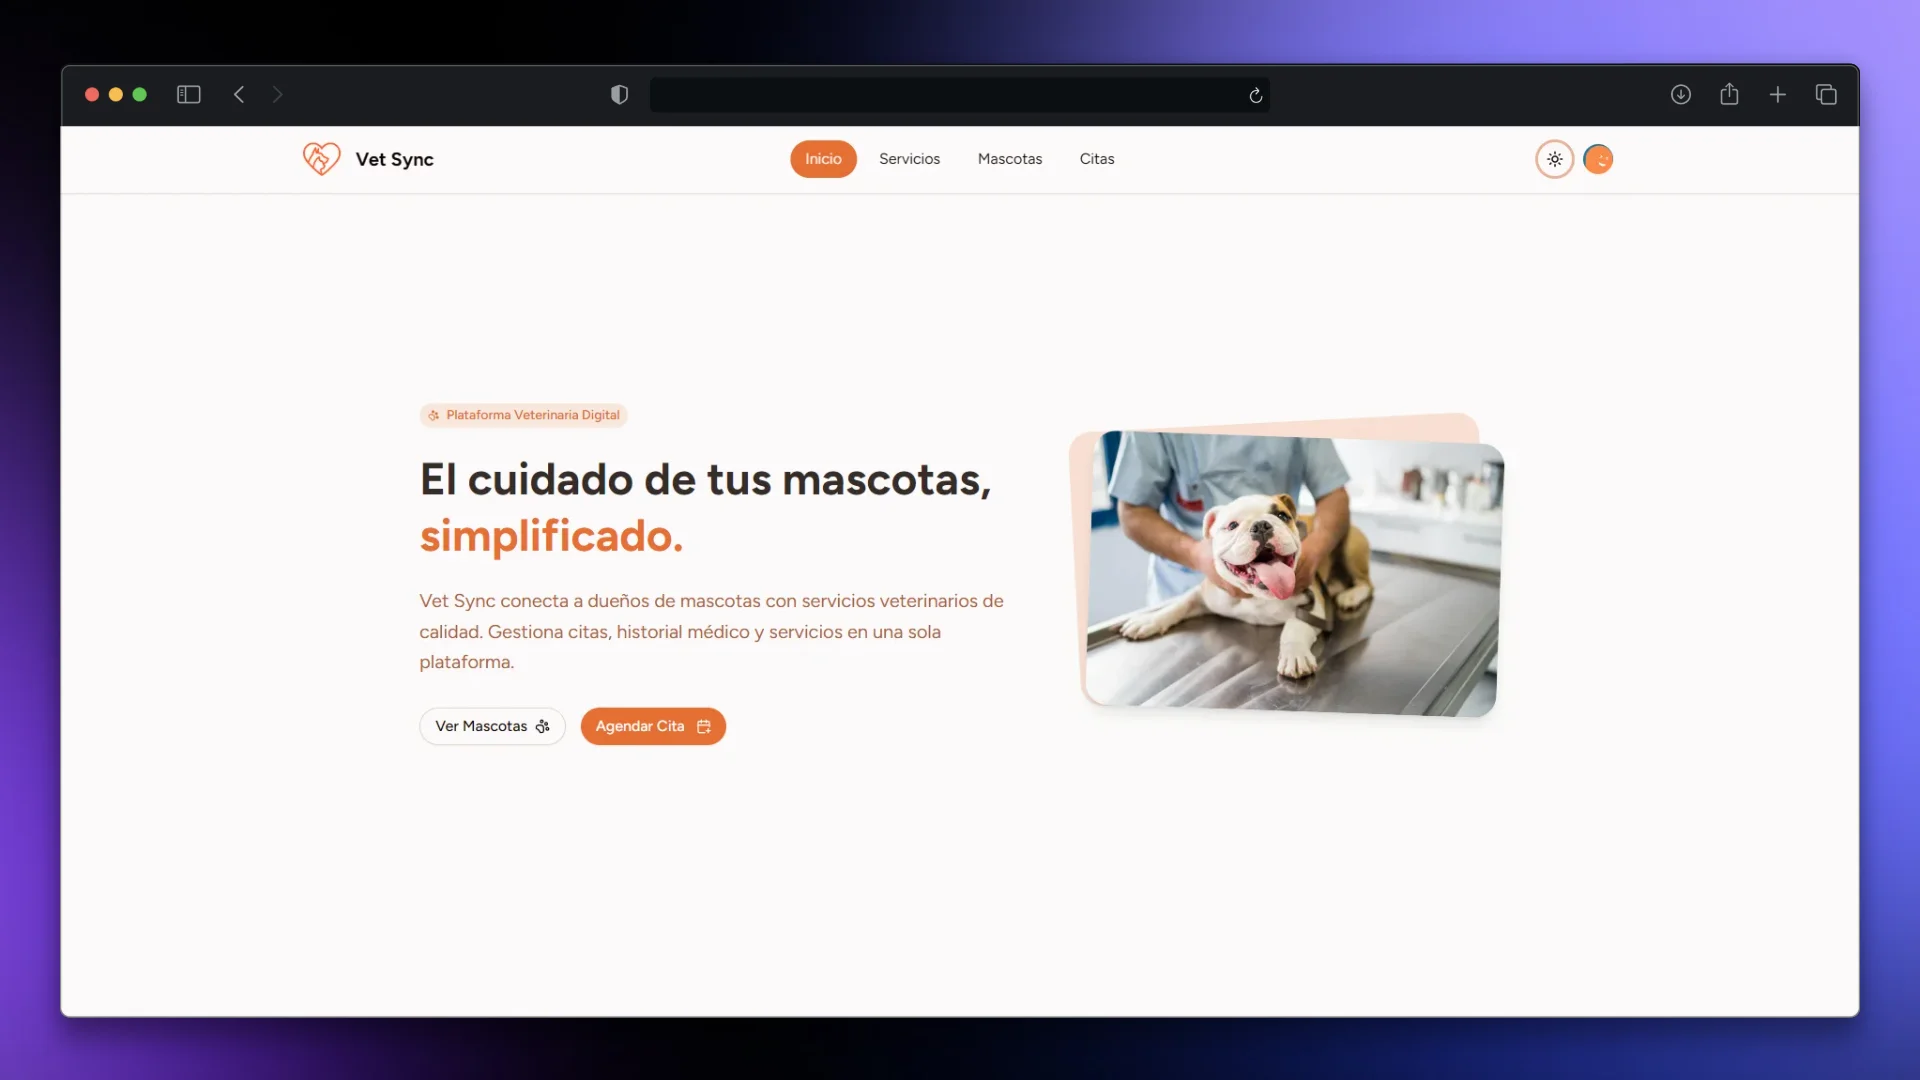 Vet Sync
Inicio
Servicios
Mascotas
Citas
Plataforma Veterinaria Digital
El cuidado de tus mascotas,
simplificado.
Vet Sync conecta a dueños de mascotas con servicios veterinarios de
calidad. Gestiona citas, historial médico y servicios en una sola
plataforma.
Ver Mascotas
Agendar Cita